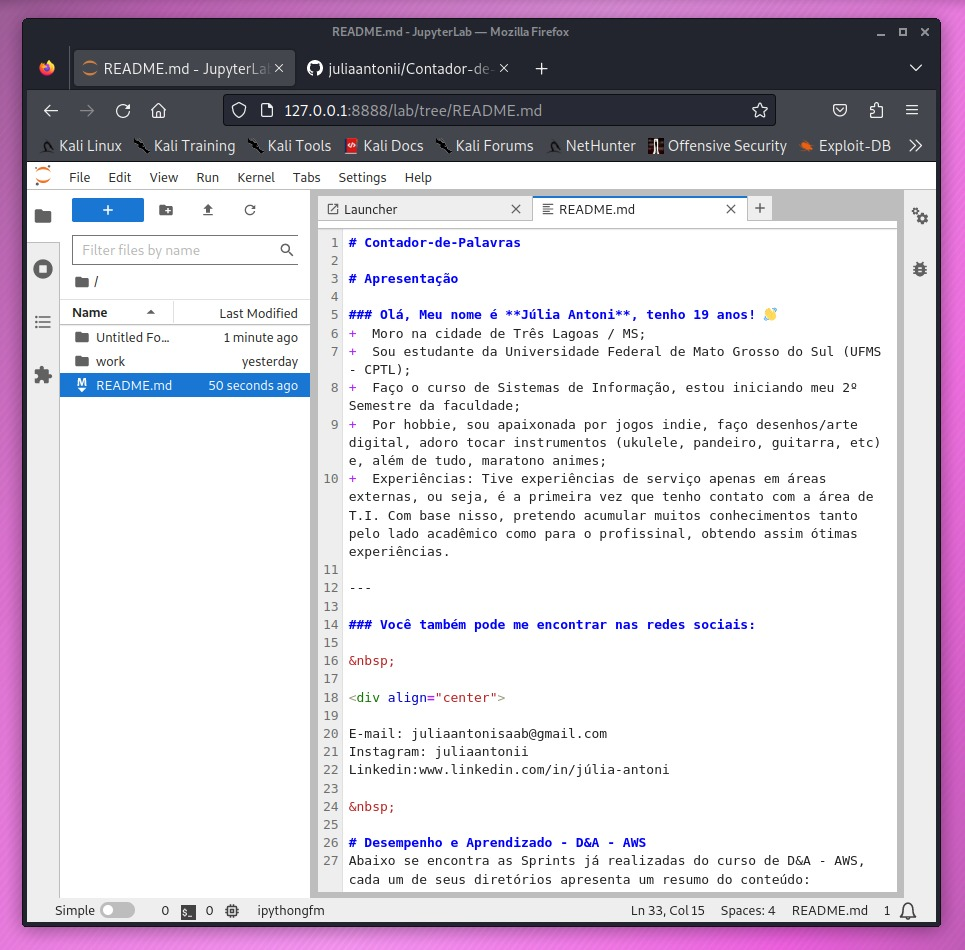 README.md - JupyterLab — Mozilla Firefox
README.md - JupyterLab
juliaantonii/Contador-de-
127.0.0.1:8888/lab/tree/README.md
Kali Linux Kali Training Kali Tools Kali Docs Kali Forums NetHunter Offensive Security Exploit-DB
File Edit View Run Kernel Tabs Settings Help
+
Filter files by name
/
Name Last Modified
Untitled Fo... 1 minute ago
work yesterday
README.md 50 seconds ago
Launcher README.md
1 # Contador-de-Palavras
2
3 # Apresentação
4
5 ### Olá, Meu nome é **Júlia Antoni**, tenho 19 anos! 👋
6 + Moro na cidade de Três Lagoas / MS;
7 + Sou estudante da Universidade Federal de Mato Grosso do Sul (UFMS
- CPTL);
8 + Faço o curso de Sistemas de Informação, estou iniciando meu 2º
Semestre da faculdade;
9 + Por hobbie, sou apaixonada por jogos indie, faço desenhos/arte
digital, adoro tocar instrumentos (ukulele, pandeiro, guitarra, etc)
e, além de tudo, maratono animes;
10 + Experiências: Tive experiências de serviço apenas em áreas
externas, ou seja, é a primeira vez que tenho contato com a área de
T.I. Com base nisso, pretendo acumular muitos conhecimentos tanto
pelo lado acadêmico como para o profissinal, obtendo assim ótimas
experiências.
11
12 ---
13
14 ### Você também pode me encontrar nas redes sociais:
15
16 &nbsp;
17
18 <div align="center">
19
20 E-mail: juliaantonisaab@gmail.com
21 Instagram: juliaantonii
22 Linkedin:www.linkedin.com/in/júlia-antoni
23
24 &nbsp;
25
26 # Desempenho e Aprendizado - D&A - AWS
27 Abaixo se encontra as Sprints já realizadas do curso de D&A - AWS,
cada um de seus diretórios apresenta um resumo do conteúdo:
Simple 0 $_ 0 ipythongfm Ln 33, Col 15 Spaces: 4 README.md 1